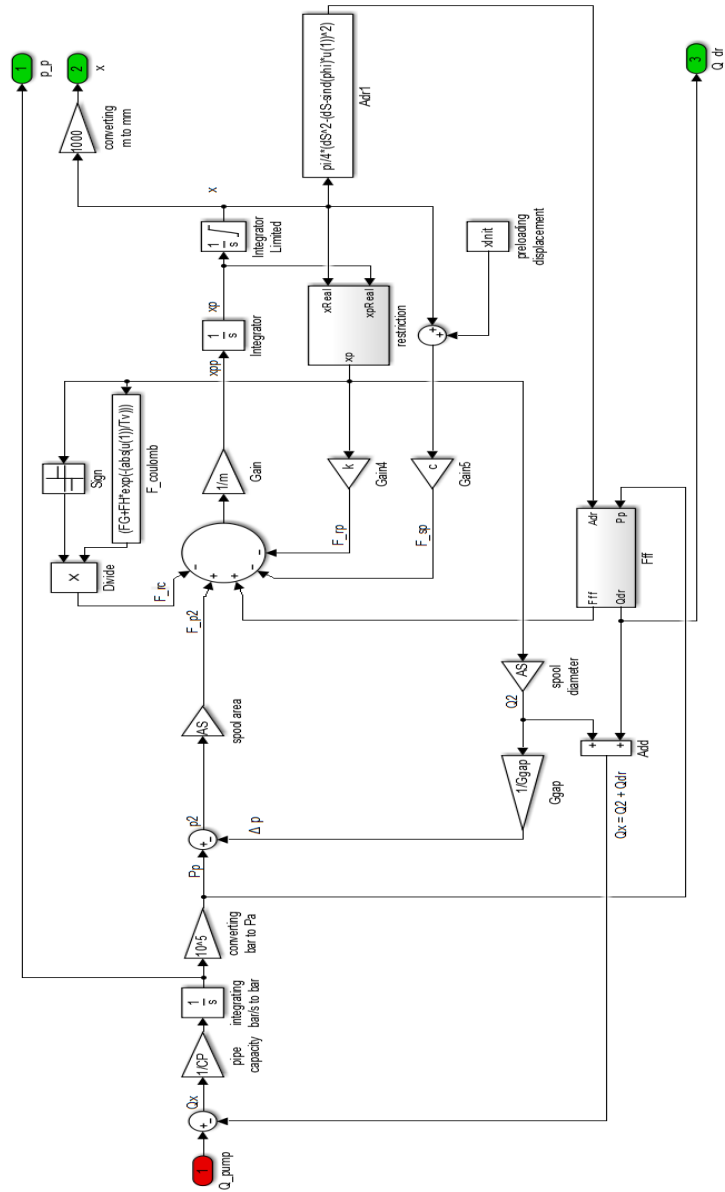 1
Q_pump
+
-
Qx
1/CP
pipe
capacity
1
s
integrating
bar/s to bar
10^5
converting
bar to Pa
Pp
+
-
p2
Δ p
AS
spool area
F_p2
F_rc
X
Divide
Sign
(FG+FH*exp(-(abs(u(1))/Tv)))
F_coulomb
-
+
+
-
-
1/m
Gain
xpp
1
s
Integrator
xp
1
s
Integrator
Limited
x
1000
converting
m to mm
1
p_p
2
x
pi/4*(dS^2-(dS-sind(phi)*u(1))^2)
Adr1
xReal
xpReal
xp
restriction
k
Gain4
F_rp
c
Gain5
F_sp
+
+
xInit
preloading
displacement
AS
spool
diameter
Q2
1/Ggap
Ggap
+
+
Add
Qx = Q2 + Qdr
Adr
Pp
Fff
Qdr
Fff
3
Q_dr